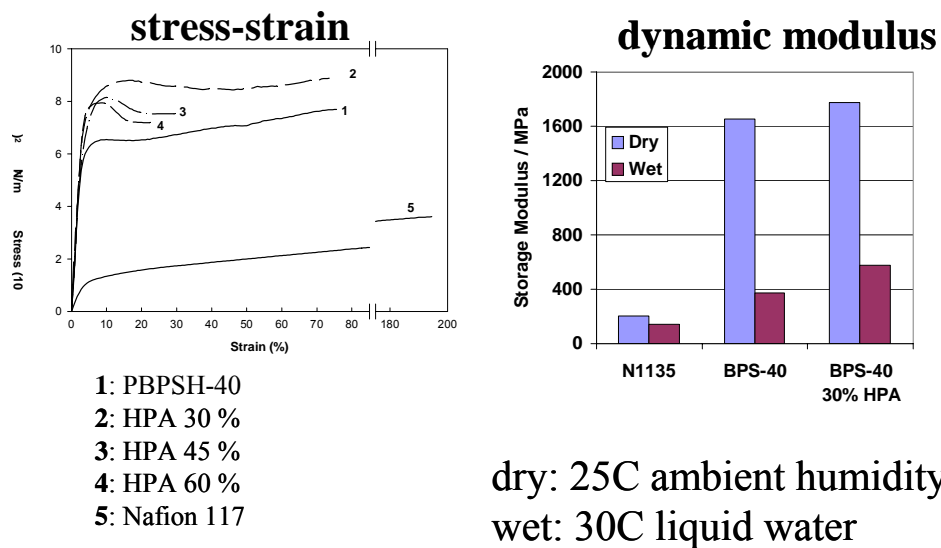 stress-strain
10
8
6
4
2
0
)²
N/m
Stress (10
2
3
4
1
5
0
10
20
30
40
50
60
70
80
180
200
Strain (%)
1: PBPSH-40
2: HPA 30 %
3: HPA 45 %
4: HPA 60 %
5: Nafion 117
dynamic modulus
2000
1600
1200
800
400
0
Storage Modulus / MPa
Dry
Wet
N1135
BPS-40
BPS-40
30% HPA
dry: 25C ambient humidity
wet: 30C liquid water